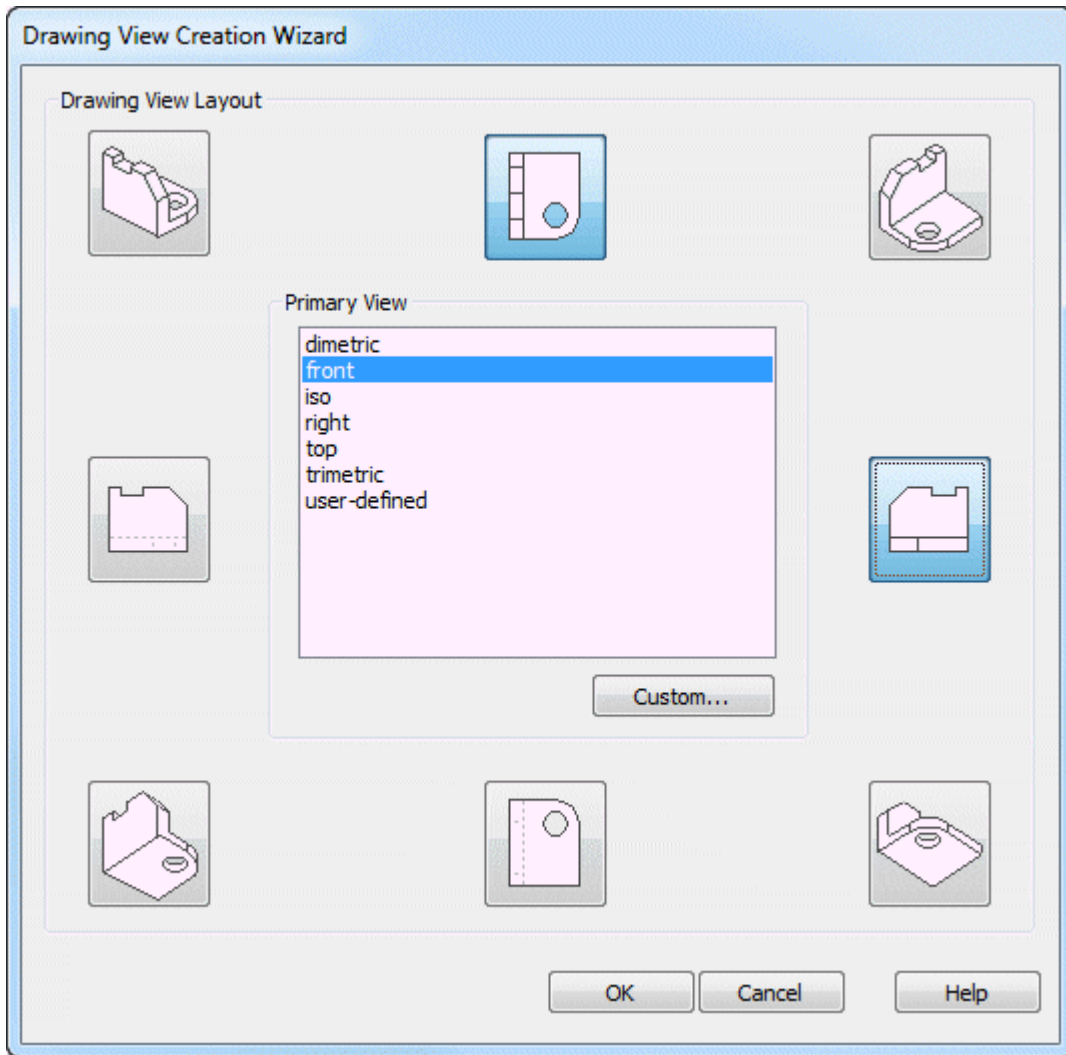 Drawing View Creation Wizard
Drawing View Layout
Primary View
dimetric
front
iso
right
top
trimetric
user-defined
Custom...
OK
Cancel
Help